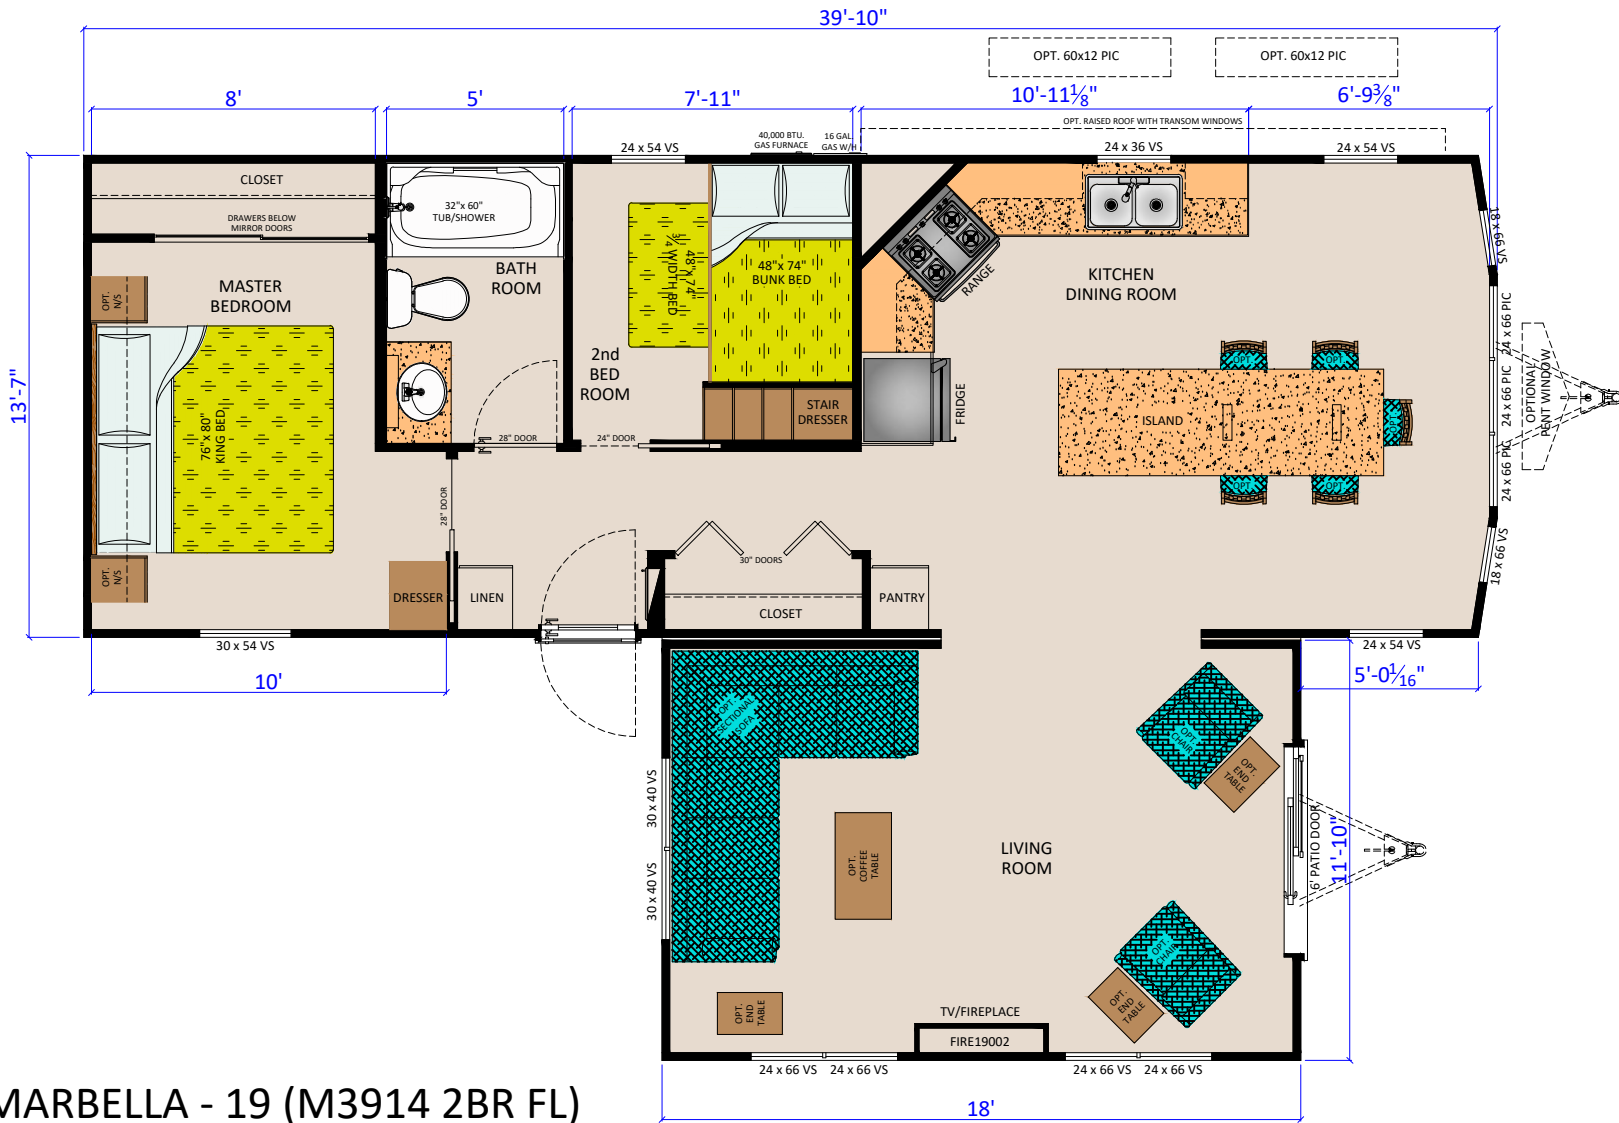 39'-10"
OPT. 60x12 PIC
OPT. 60x12 PIC
8'
5'
7'-11"
10'-11⅛"
6'-9⅜"
OPT. RAISED ROOF WITH TRANSOM WINDOWS
40,000 BTU.
GAS FURNACE
16 GAL.
GAS W/H
24 x 54 VS
24 x 36 VS
24 x 54 VS
CLOSET
DRAWERS BELOW
MIRROR DOORS
32"x 60"
TUB/SHOWER
BATH
ROOM
MASTER
BEDROOM
OPT.
N/S
76"x 80"
KING BED
OPT.
N/S
13'-7"
48"x 74"
3/4 WIDTH BED
48"x 74"
BUNK BED
2nd
BED
ROOM
STAIR
DRESSER
28" DOOR
24" DOOR
28" DOOR
RANGE
FRIDGE
KITCHEN
DINING ROOM
ISLAND
OPT.
OPT.
OPT.
OPT.
OPT.
18 x 66 VS
24 x 66 PIC
24 x 66 PIC
24 x 66 PIC
18 x 66 VS
OPTIONAL
PENT WINDOW
DRESSER
LINEN
30" DOORS
CLOSET
PANTRY
30 x 54 VS
24 x 54 VS
10'
5'-0¹⁄₁₆"
OPT.
SECTIONAL
SOFA
OPT.
CHAIR
OPT.
END
TABLE
30 x 40 VS
30 x 40 VS
OPT.
COFFEE
TABLE
LIVING
ROOM
6' PATIO DOOR
11'-10"
OPT.
CHAIR
OPT.
END
TABLE
OPT.
END
TABLE
TV/FIREPLACE
FIRE19002
24 x 66 VS
24 x 66 VS
24 x 66 VS
24 x 66 VS
18'
MARBELLA - 19 (M3914 2BR FL)